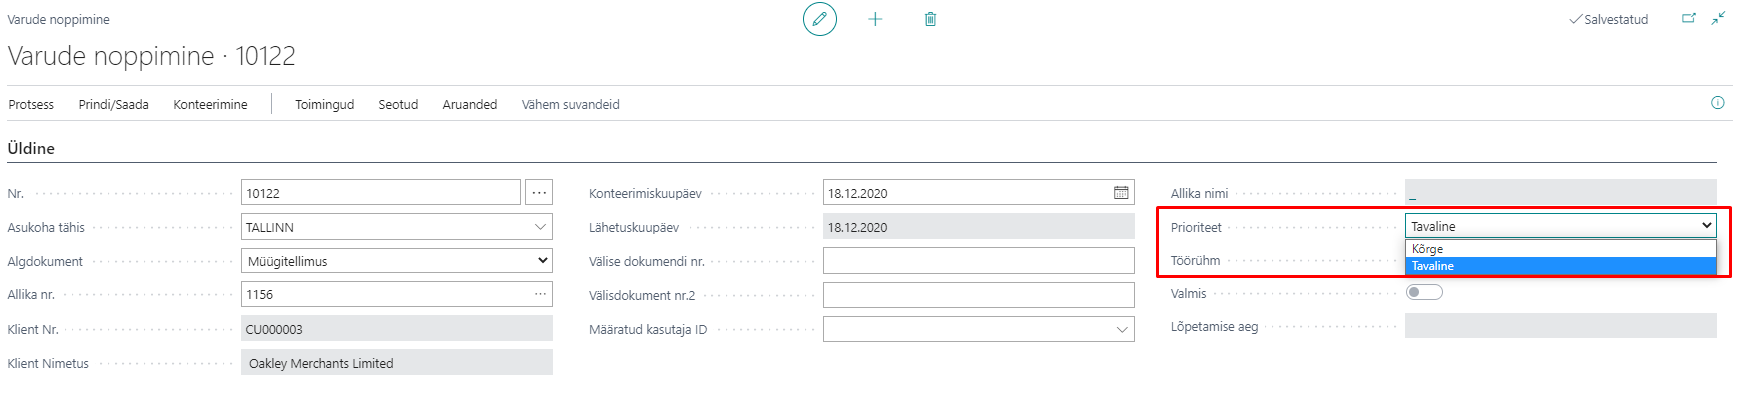 Varude noppimine
Salvestatud
Varude noppimine · 10122
Protsess Prindi/Saada Konteerimine Toimingud Seotud Aruanded Vähem suvandeid
Üldine
Nr. 10122 ...
Asukoha tähis TALLINN
Algdokument Müügitellimus
Allika nr. 1156 ...
Klient Nr. CU000003
Klient Nimetus Oakley Merchants Limited
Konteerimiskuupäev 18.12.2020
Lähetuskuupäev 18.12.2020
Välise dokumendi nr.
Välisdokument nr.2
Määratud kasutaja ID
Allika nimi _
Prioriteet Tavaline
Kõrge
Tavaline
Töörühm
Valmis
Lõpetamise aeg